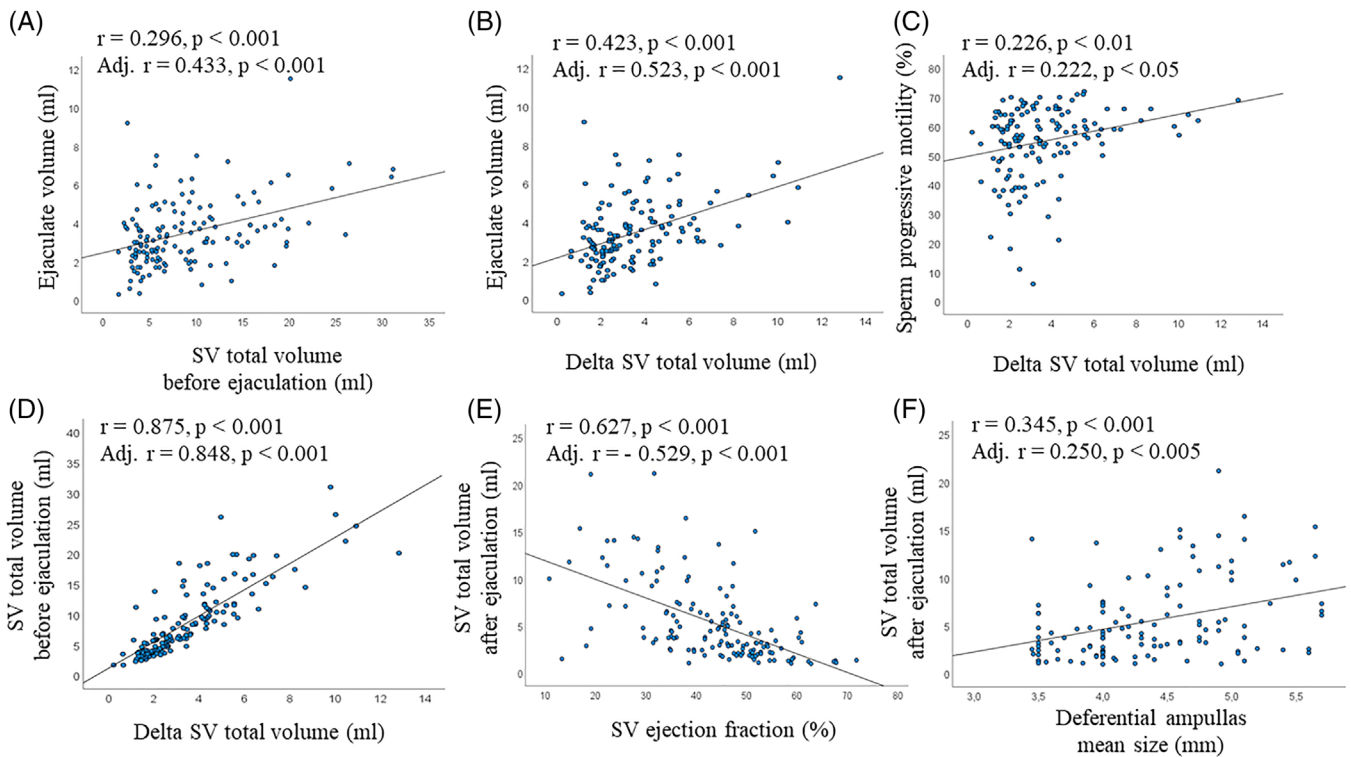 (A)
r = 0.296, p < 0.001
Adj. r = 0.433, p < 0.001
Ejaculate volume (ml)
12
10
8
6
4
2
0
0 5 10 15 20 25 30 35
SV total volume
before ejaculation (ml)
(B)
r = 0.423, p < 0.001
Adj. r = 0.523, p < 0.001
Ejaculate volume (ml)
12
10
8
6
4
2
0
0 2 4 6 8 10 12 14
Delta SV total volume (ml)
(C)
r = 0.226, p < 0.01
Adj. r = 0.222, p < 0.05
Sperm progressive motility (%)
80
70
60
50
40
30
20
10
0
0 2 4 6 8 10 12 14
Delta SV total volume (ml)
(D)
r = 0.875, p < 0.001
Adj. r = 0.848, p < 0.001
SV total volume
before ejaculation (ml)
40
35
30
25
20
15
10
5
0
0 2 4 6 8 10 12 14
Delta SV total volume (ml)
(E)
r = 0.627, p < 0.001
Adj. r = - 0.529, p < 0.001
SV total volume
after ejaculation (ml)
25
20
15
10
5
0
10 20 30 40 50 60 70 80
SV ejection fraction (%)
(F)
r = 0.345, p < 0.001
Adj. r = 0.250, p < 0.005
SV total volume
after ejaculation (ml)
25
20
15
10
5
0
3,0 3,5 4,0 4,5 5,0 5,5
Deferential ampullas
mean size (mm)